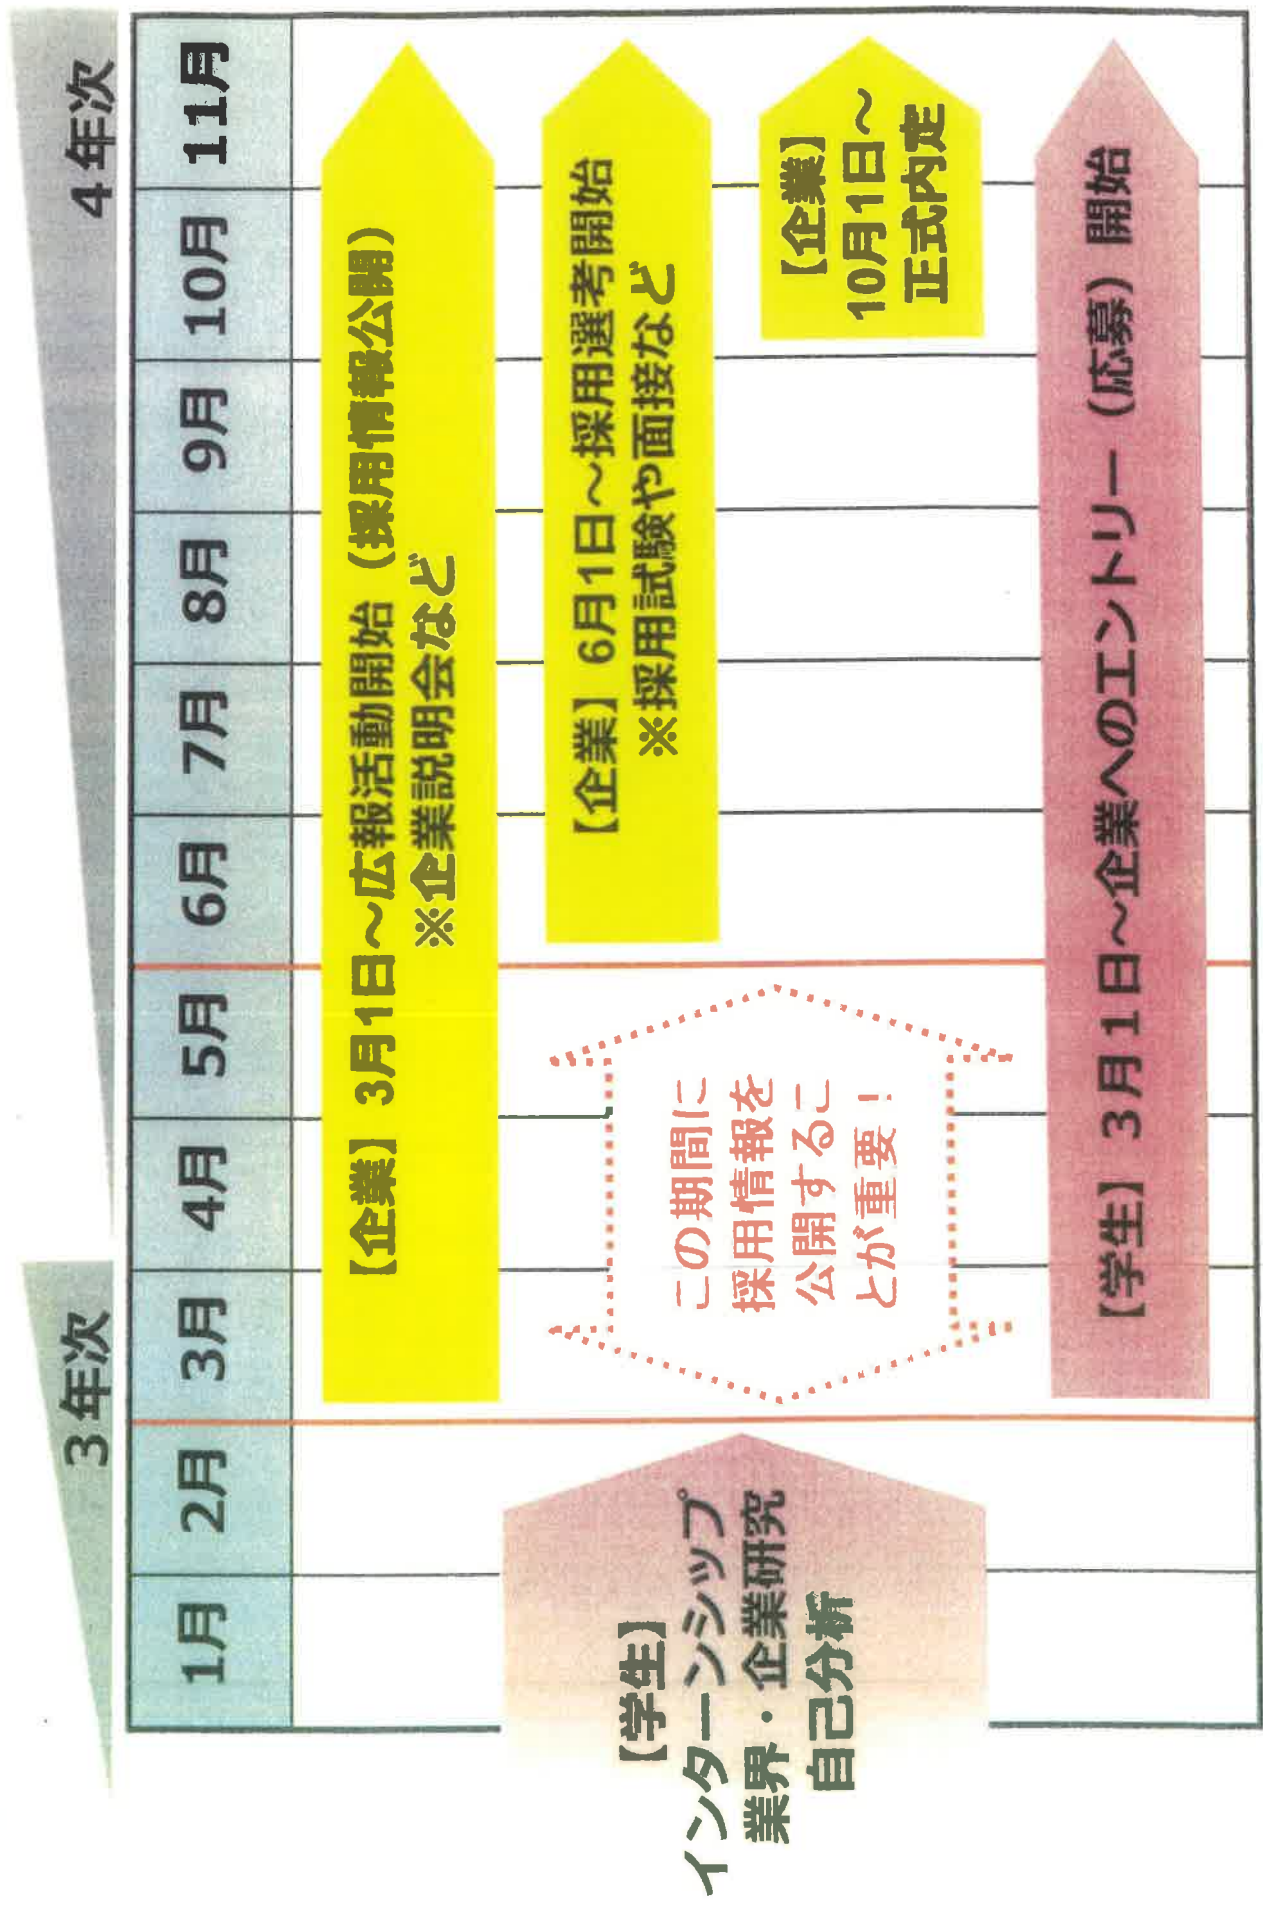 3年次
4年次
1月 2月 3月 4月 5月 6月 7月 8月 9月 10月 11月
【企業】3月1日～広報活動開始（採用情報公開）
※企業説明会など
【企業】6月1日～採用選考開始
※採用試験や面接など
【企業】
10月1日～
正式内定
【学生】
インターンシップ
業界・企業研究
自己分析
この期間に
採用情報を
公開するこ
とが重要！
【学生】3月1日～企業へのエントリー（応募）開始